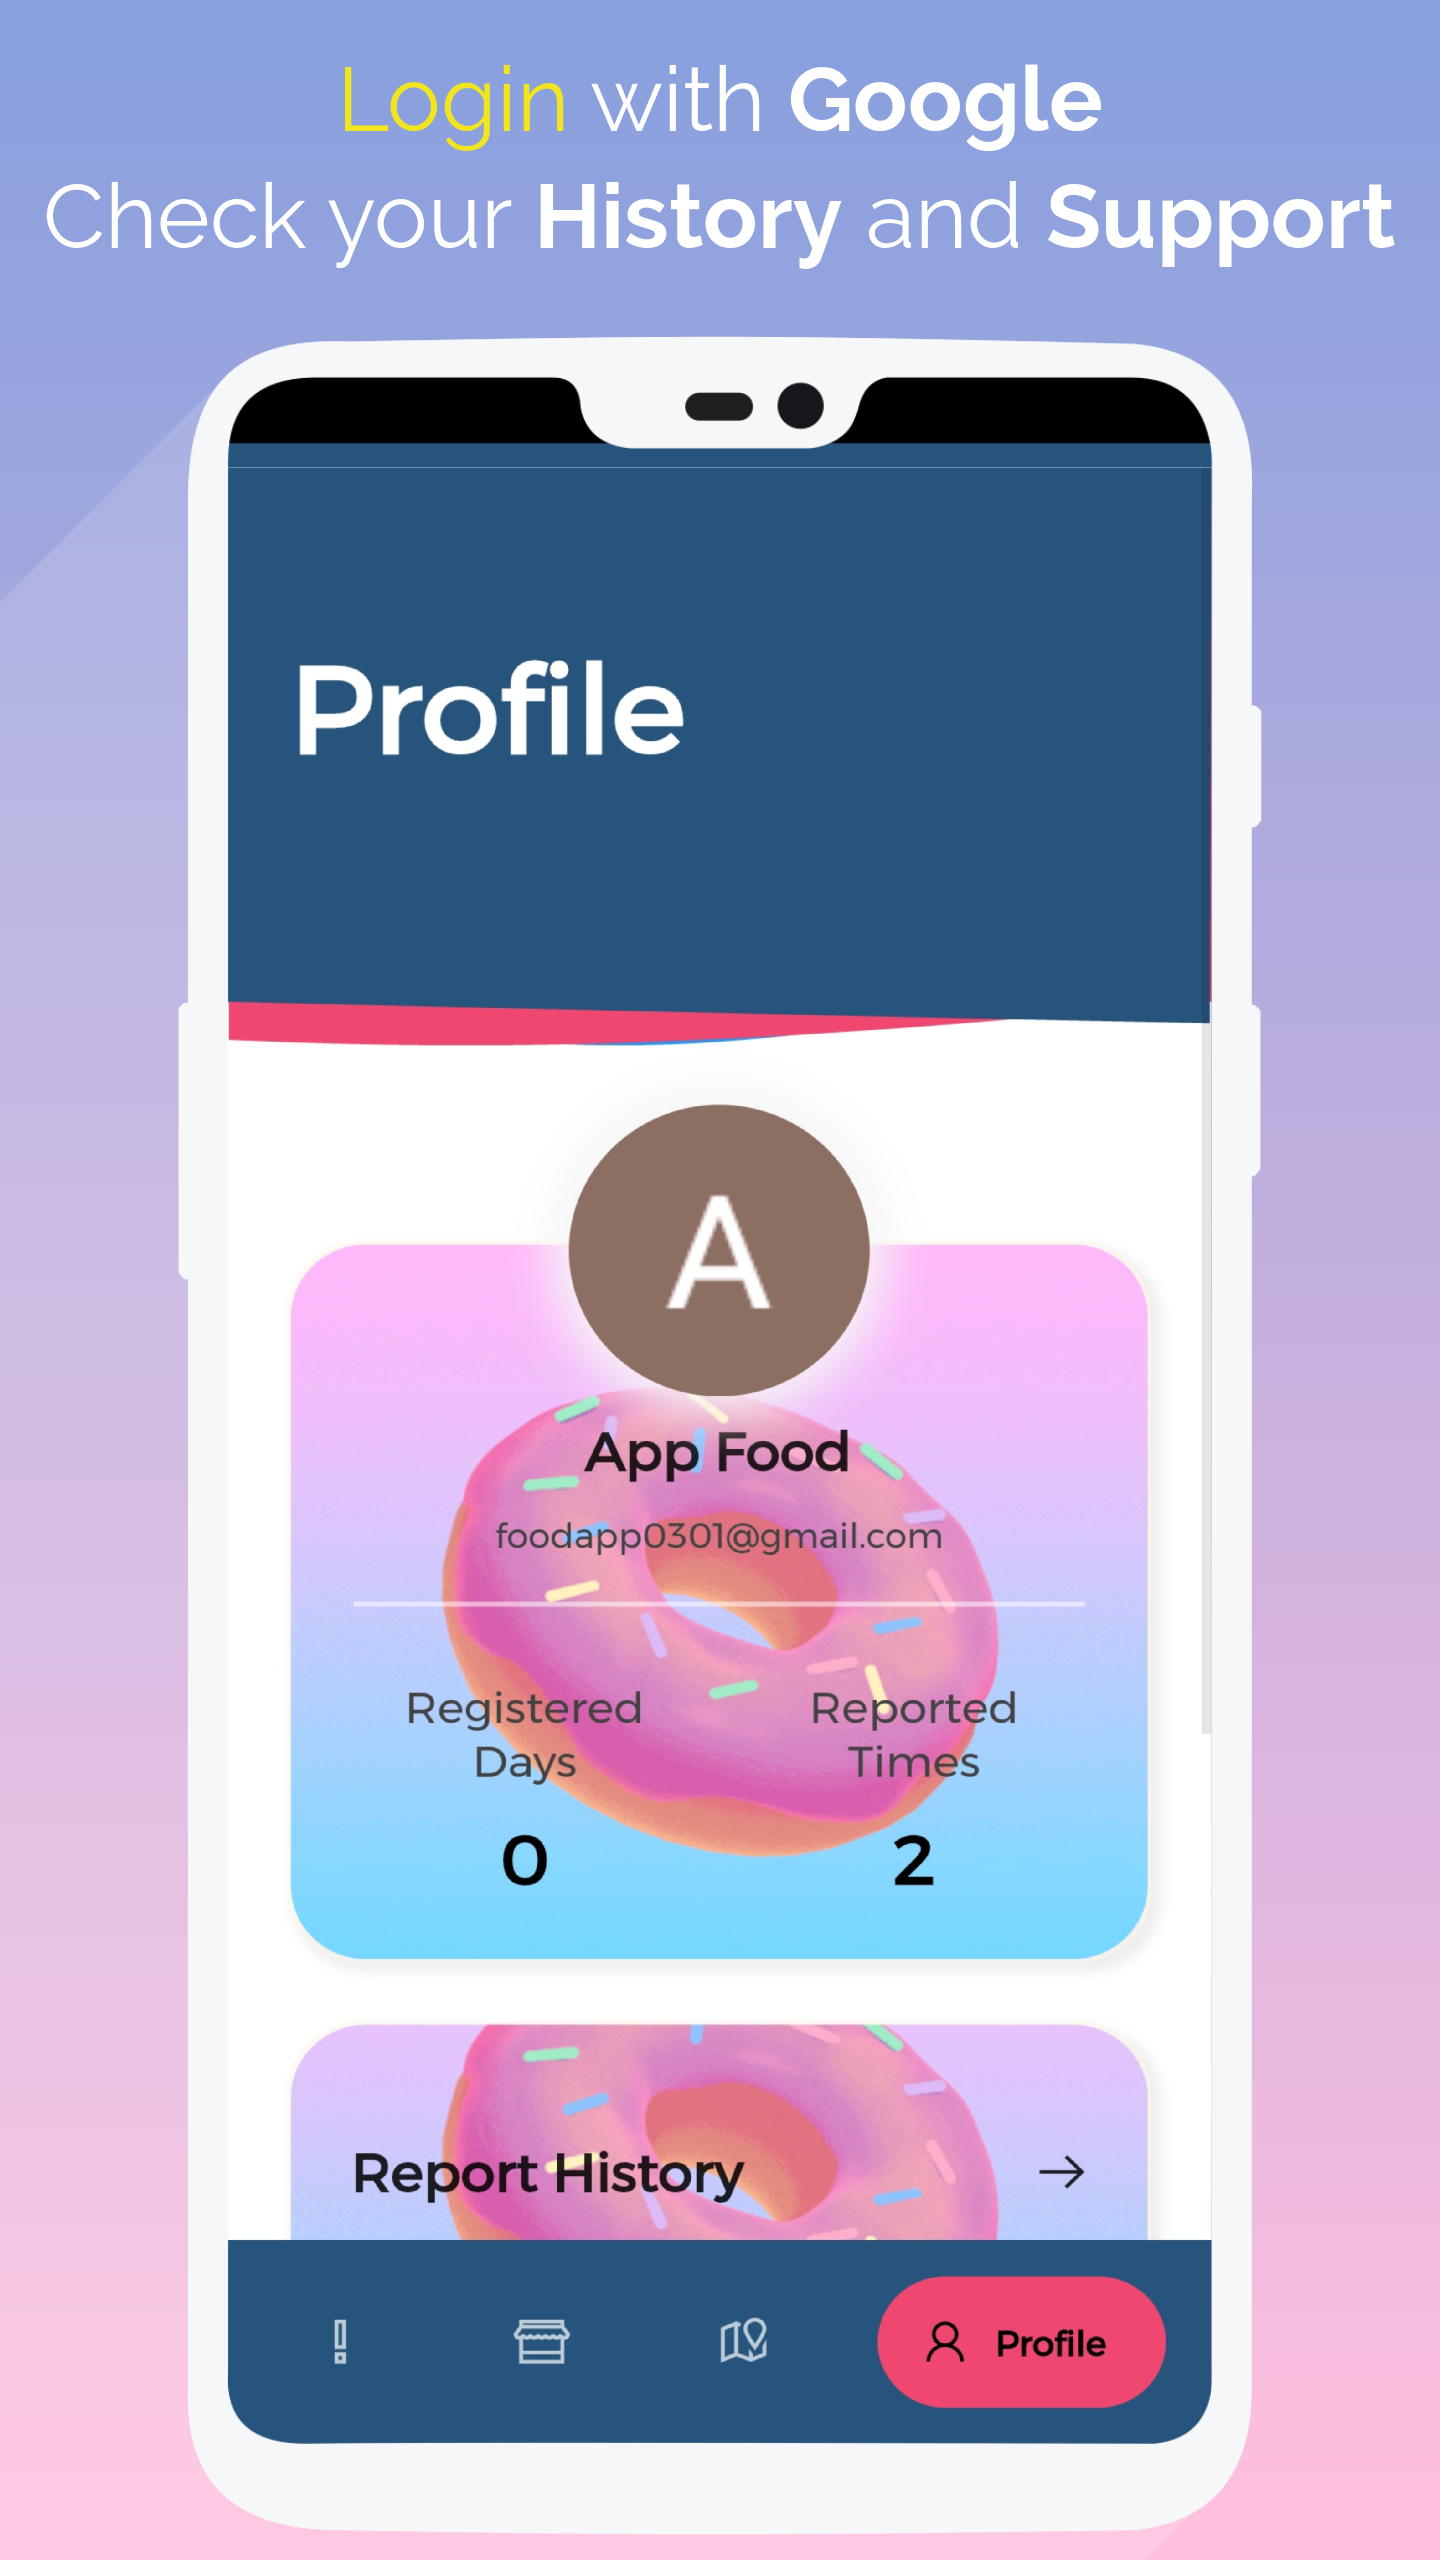 Login with Google
Check your History and Support
Profile
A
App Food
foodapp0301@gmail.com
Registered Days
Reported Times
0
2
Report History
Profile